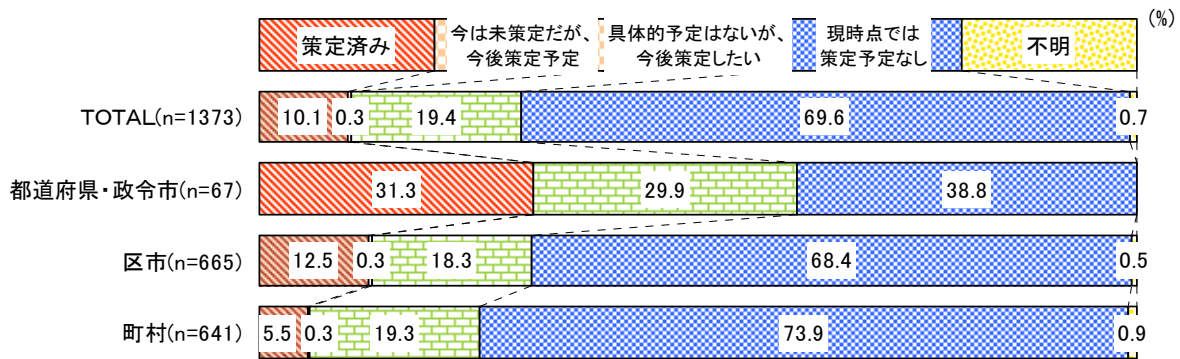 (%)
策定済み
今は未策定だが、
今後策定予定
具体的予定はないが、
今後策定したい
現時点では
策定予定なし
不明
TOTAL(n=1373)
10.1 0.3 19.4 69.6 0.7
都道府県・政令市(n=67)
31.3 29.9 38.8
区市(n=665)
12.5 0.3 18.3 68.4 0.5
町村(n=641)
5.5 0.3 19.3 73.9 0.9